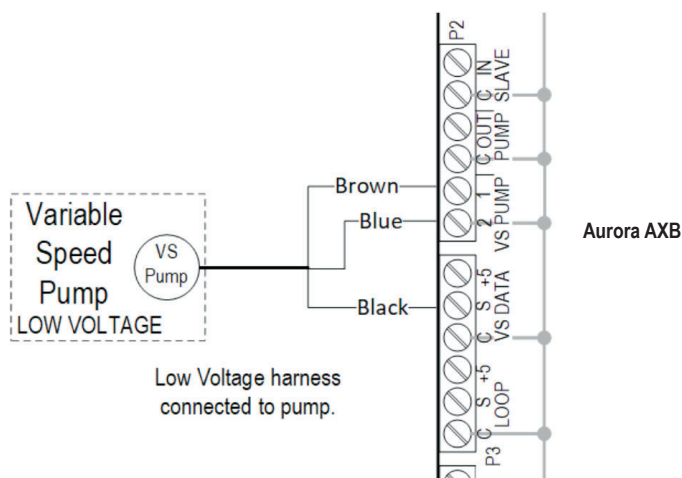 P2
IN
C
SLAVE
OUT
C
PUMP
1
2
VS PUMP
+5
S
C
VS DATA
+5
S
C
LOOP
P3
Brown
Blue
Black
Variable
Speed
Pump
LOW VOLTAGE
VS
Pump
Low Voltage harness
connected to pump.
Aurora AXB